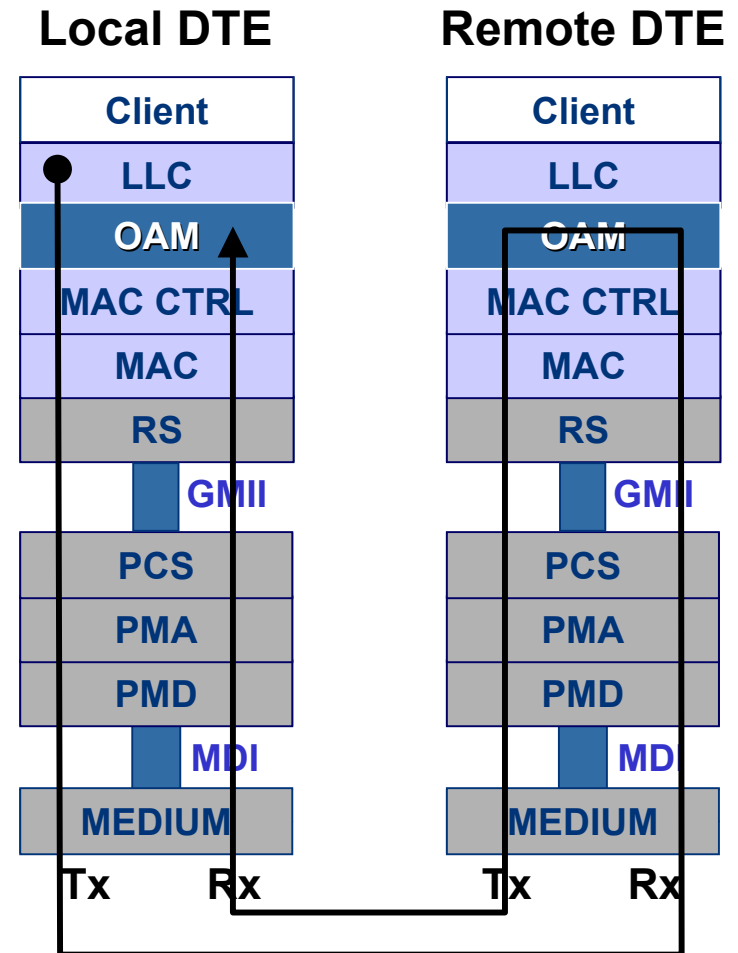 Local DTE
Client
LLC
OAM
MAC CTRL
MAC
RS
GMII
PCS
PMA
PMD
MDI
MEDIUM
Tx Rx
Remote DTE
Client
LLC
OAM
MAC CTRL
MAC
RS
GMII
PCS
PMA
PMD
MDI
MEDIUM
Tx Rx